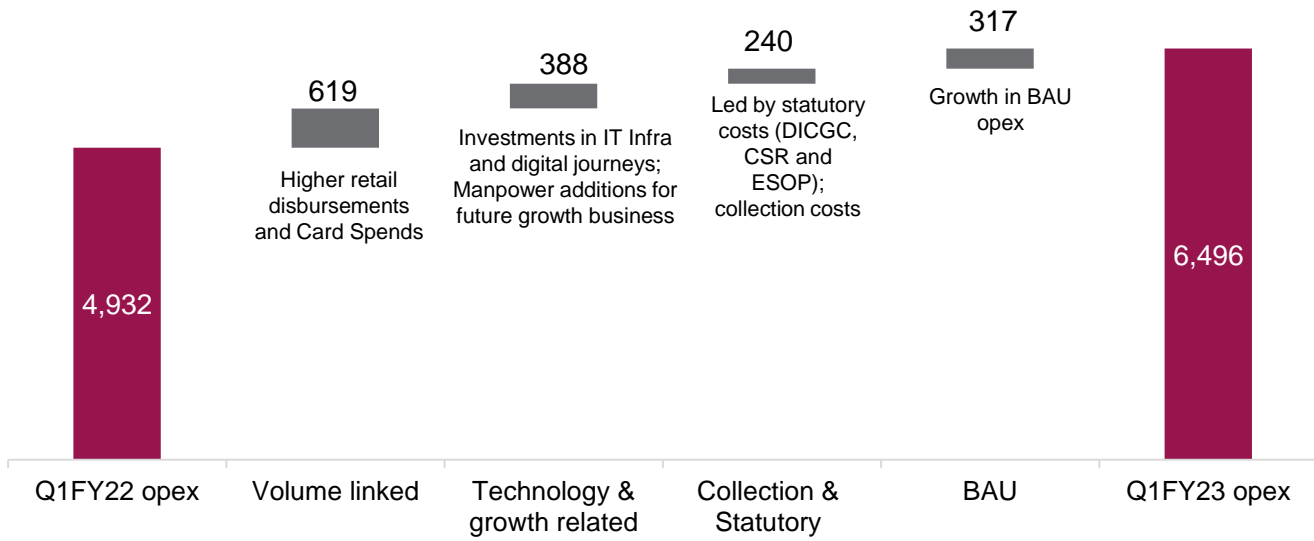 619
Higher retail
disbursements
and Card Spends
388
Investments in IT Infra
and digital journeys;
Manpower additions for
future growth business
240
Led by statutory
costs (DICGC,
CSR and
ESOP);
collection costs
317
Growth in BAU
opex
4,932
6,496
Q1FY22 opex
Volume linked
Technology &
growth related
Collection &
Statutory
BAU
Q1FY23 opex